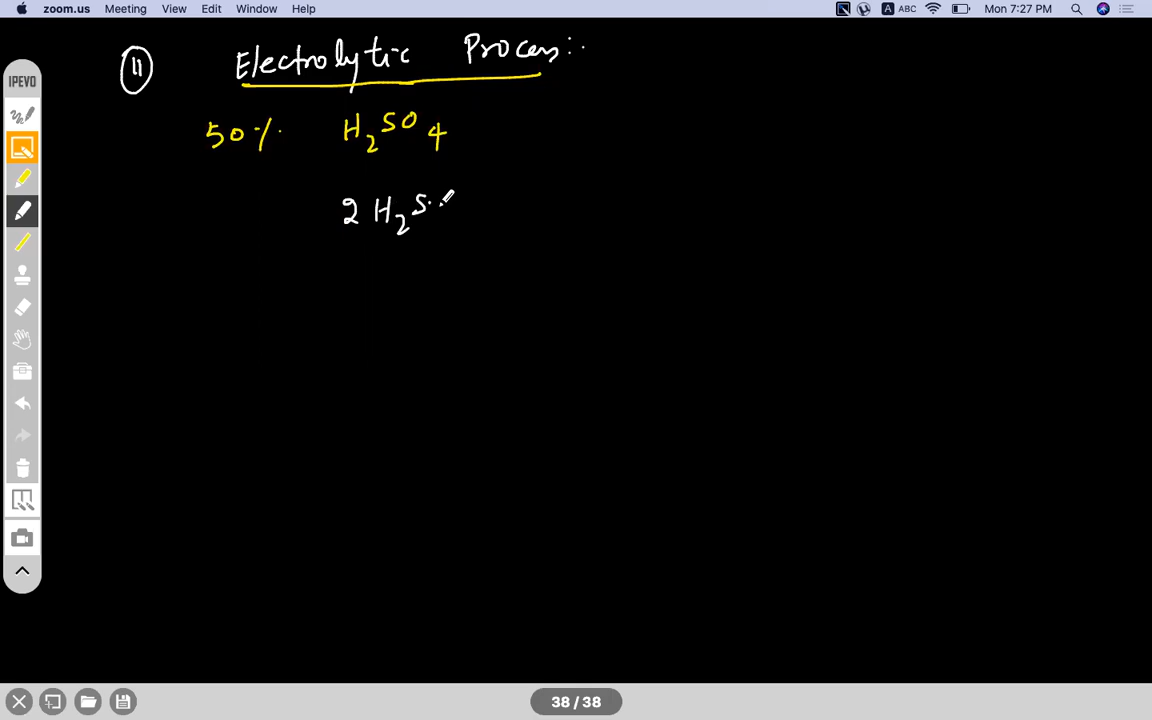 zoom.us Meeting View Edit Window Help A ABC Mon 7:27 PM
11 Electrolytic Process:
IPEVO
50% H2SO4
2 H2S
38 / 38